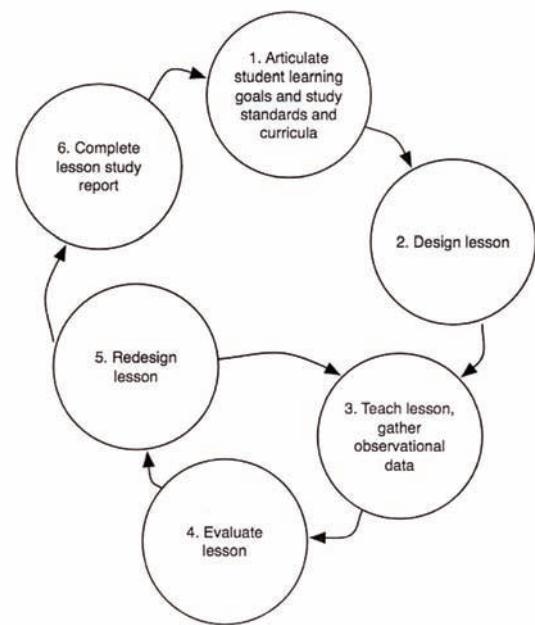 1. Articulate
student learning
goals and study
standards and
curricula
2. Design lesson
3. Teach lesson,
gather
observational
data
4. Evaluate
lesson
5. Redesign
lesson
6. Complete
lesson study
report